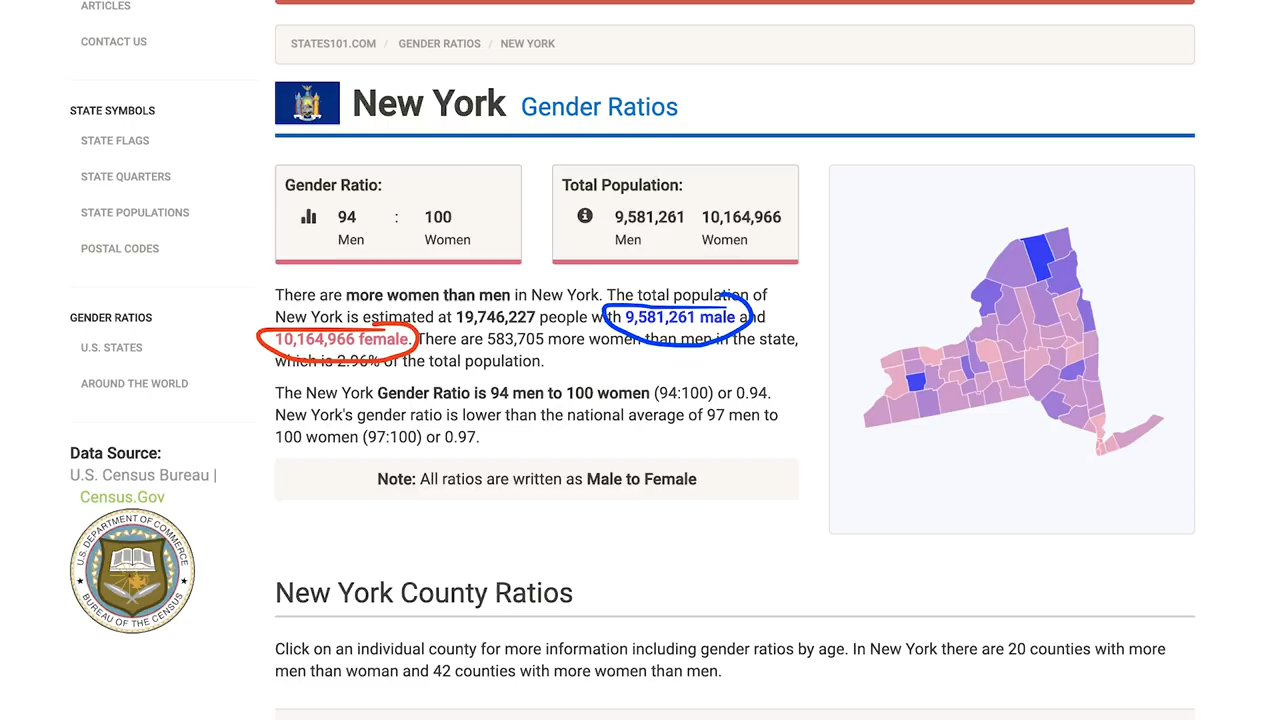 ARTICLES
CONTACT US
STATE SYMBOLS
STATE FLAGS
STATE QUARTERS
STATE POPULATIONS
POSTAL CODES
GENDER RATIOS
U.S. STATES
AROUND THE WORLD
Data Source:
U.S. Census Bureau |
Census.Gov
U.S. DEPARTMENT OF COMMERCE
BUREAU OF THE CENSUS
STATES101.COM / GENDER RATIOS / NEW YORK
New York Gender Ratios
Gender Ratio:
94 : 100
Men Women
Total Population:
9,581,261 10,164,966
Men Women
There are more women than men in New York. The total population of
New York is estimated at 19,746,227 people with 9,581,261 male and
10,164,966 female. There are 583,705 more women than men in the state,
which is 2.96% of the total population.
The New York Gender Ratio is 94 men to 100 women (94:100) or 0.94.
New York's gender ratio is lower than the national average of 97 men to
100 women (97:100) or 0.97.
Note: All ratios are written as Male to Female
New York County Ratios
Click on an individual county for more information including gender ratios by age. In New York there are 20 counties with more
men than woman and 42 counties with more women than men.